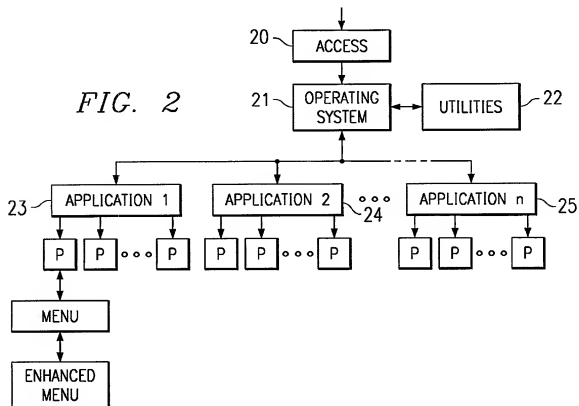 20
ACCESS
FIG. 2
21
OPERATING
SYSTEM
UTILITIES
22
23
APPLICATION 1
APPLICATION 2
24
APPLICATION n
25
P
P
P
P
P
P
P
P
P
MENU
ENHANCED
MENU